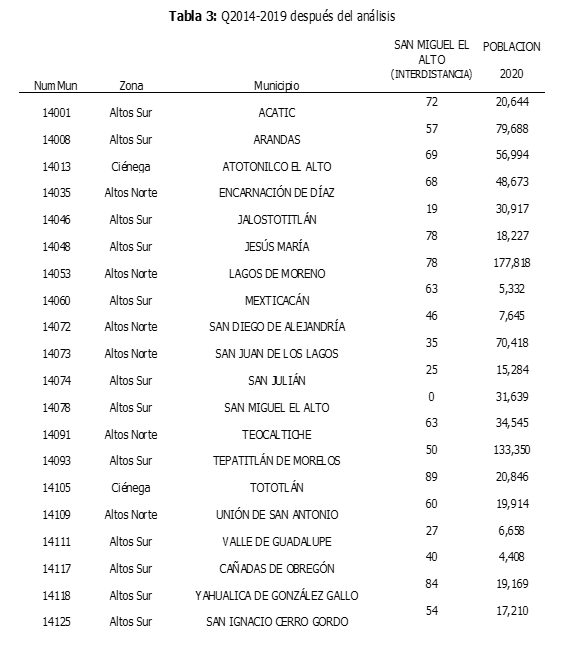 Tabla 3: Q2014-2019 después del análisis
NumMun Zona Municipio SAN MIGUEL EL ALTO (INTERDISTANCIA) POBLACION 2020
14001 Altos Sur ACATIC 72 20,644
14008 Altos Sur ARANDAS 57 79,688
14013 Ciénega ATOTONILCO EL ALTO 69 56,994
14035 Altos Norte ENCARNACIÓN DE DÍAZ 68 48,673
14046 Altos Sur JALOSTOTITLÁN 19 30,917
14048 Altos Sur JESÚS MARÍA 78 18,227
14053 Altos Norte LAGOS DE MORENO 78 177,818
14060 Altos Sur MEXTICACÁN 63 5,332
14072 Altos Norte SAN DIEGO DE ALEJANDRÍA 46 7,645
14073 Altos Norte SAN JUAN DE LOS LAGOS 35 70,418
14074 Altos Sur SAN JULIÁN 25 15,284
14078 Altos Sur SAN MIGUEL EL ALTO 0 31,639
14091 Altos Norte TEOCALTICHE 63 34,545
14093 Altos Sur TEPATITLÁN DE MORELOS 50 133,350
14105 Ciénega TOTOTLÁN 89 20,846
14109 Altos Norte UNIÓN DE SAN ANTONIO 60 19,914
14111 Altos Sur VALLE DE GUADALUPE 27 6,658
14117 Altos Sur CAÑADAS DE OBREGÓN 40 4,408
14118 Altos Sur YAHUALICA DE GONZÁLEZ GALLO 84 19,169
14125 Altos Sur SAN IGNACIO CERRO GORDO 54 17,210